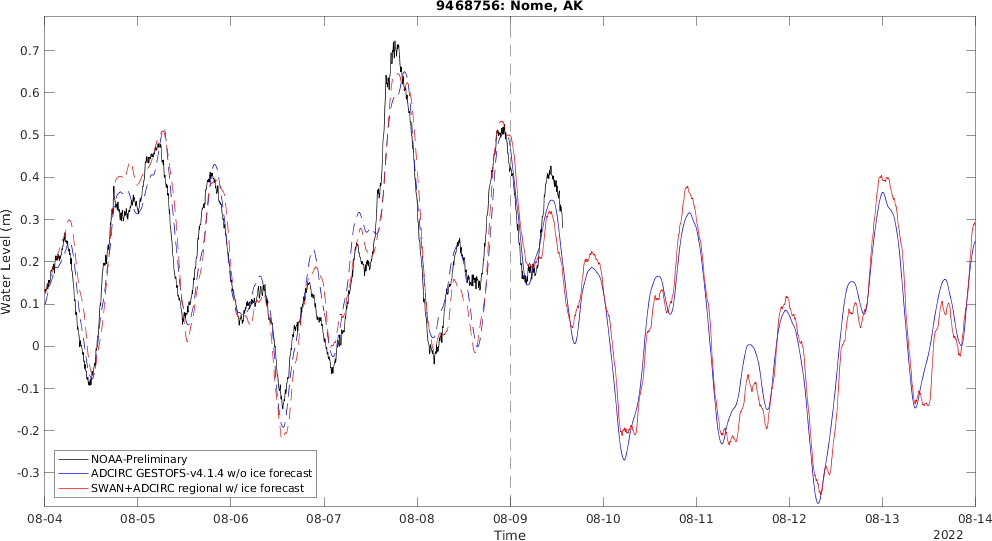 9468756: Nome, AK
Water Level (m)
0.7
0.6
0.5
0.4
0.3
0.2
0.1
0
-0.1
-0.2
-0.3
NOAA-Preliminary
ADCIRC GESTOFS-v4.1.4 w/o ice forecast
SWAN+ADCIRC regional w/ ice forecast
08-04 08-05 08-06 08-07 08-08 08-09 08-10 08-11 08-12 08-13 08-14
Time
2022